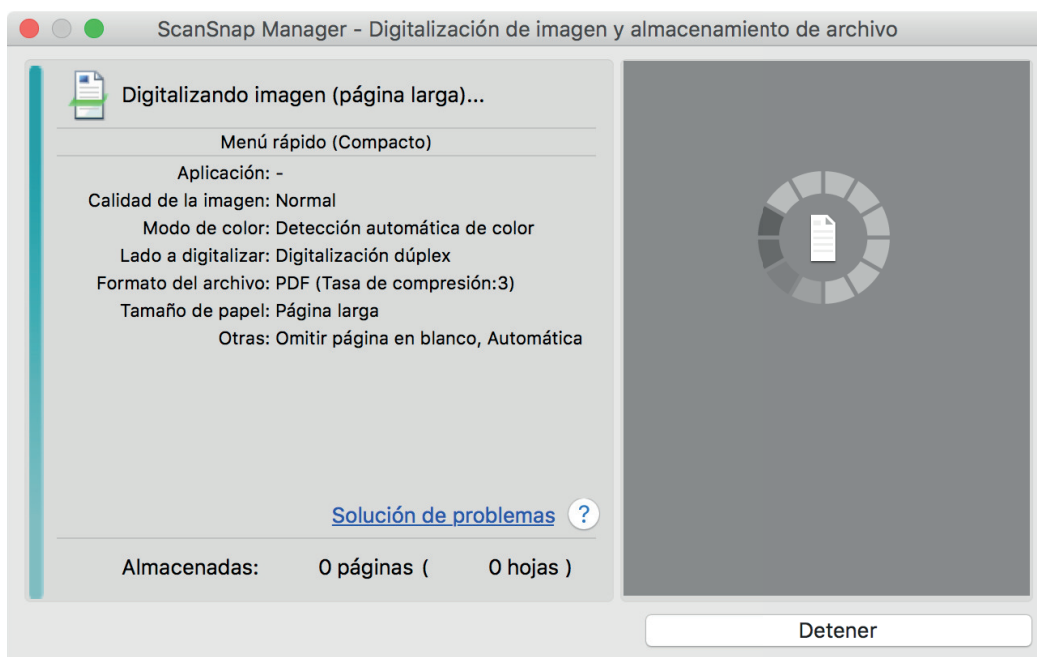 ScanSnap Manager - Digitalización de imagen y almacenamiento de archivo
Digitalizando imagen (página larga)...
Menú rápido (Compacto)
Aplicación: -
Calidad de la imagen: Normal
Modo de color: Detección automática de color
Lado a digitalizar: Digitalización dúplex
Formato del archivo: PDF (Tasa de compresión:3)
Tamaño de papel: Página larga
Otras: Omitir página en blanco, Automática
Solución de problemas ?
Almacenadas: 0 páginas ( 0 hojas )
Detener